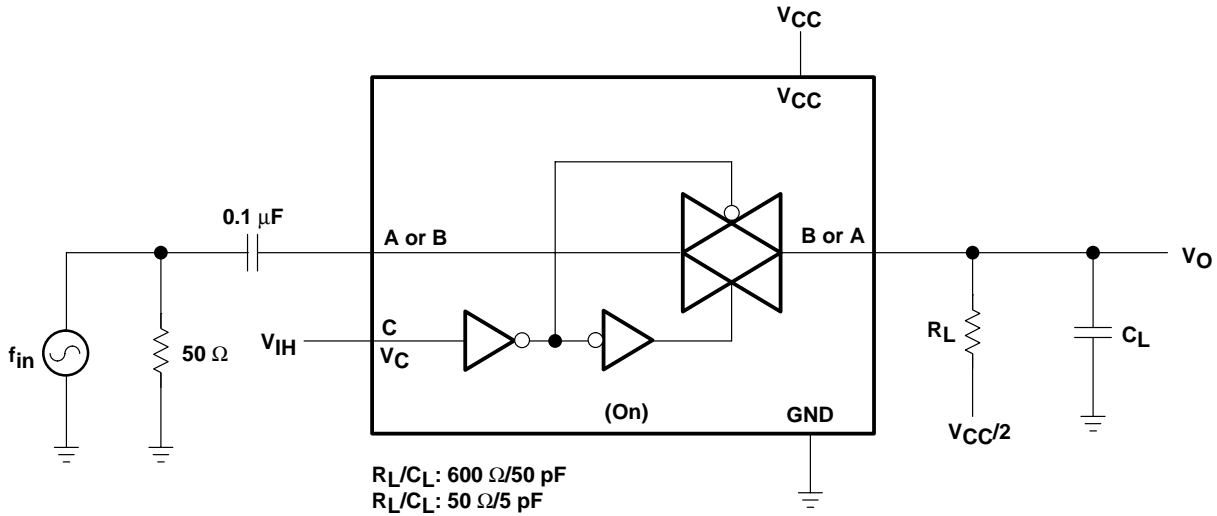 VCC
VCC
0.1 μF
A or B
B or A
VO
fin
50 Ω
VIH
C
VC
RL
CL
(On)
GND
VCC/2
RL/CL: 600 Ω/50 pF
RL/CL: 50 Ω/5 pF